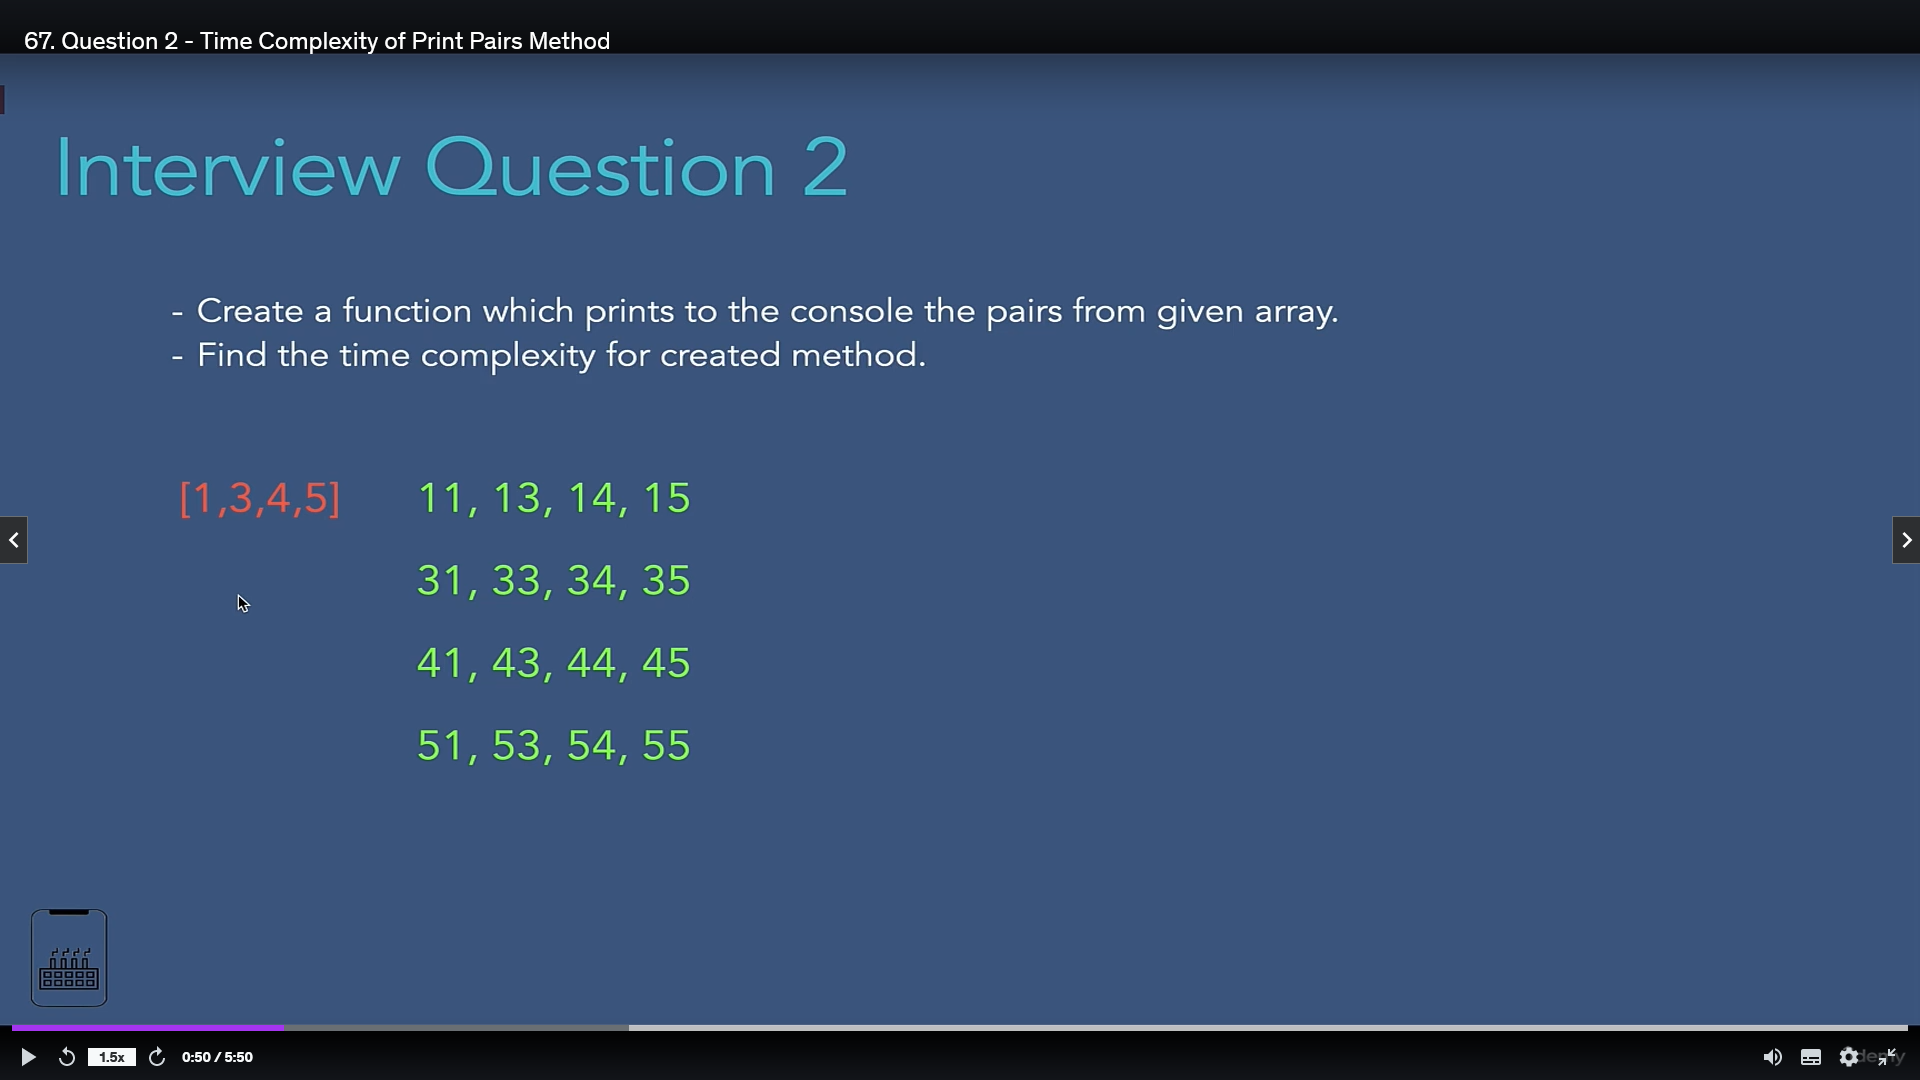 67. Question 2 - Time Complexity of Print Pairs Method
Interview Question 2
- Create a function which prints to the console the pairs from given array.
- Find the time complexity for created method.
[1,3,4,5] 11, 13, 14, 15
31, 33, 34, 35
41, 43, 44, 45
51, 53, 54, 55
1.5x 0:50 / 5:50